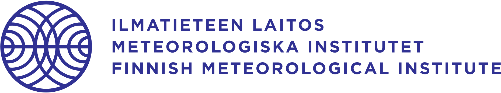 ILMATIETEEN LAITOS
METEOROLOGISKA INSTITUTET
FINNISH METEOROLOGICAL INSTITUTE